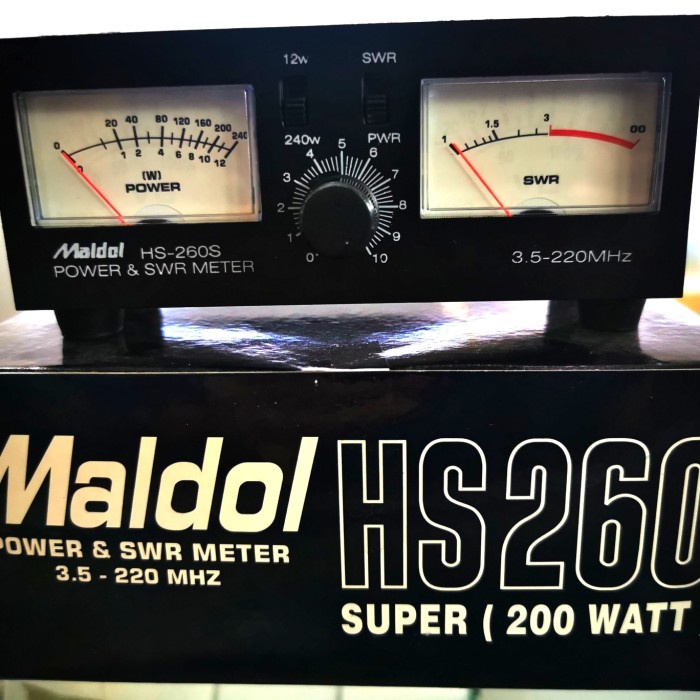 12W
SWR
240W
PWR
0 20 40 80 120 160 200 240
0 1 2 4 6 8 10 12
(W)
POWER
0 1 2 3 4 5 6 7 8 9 10
1 1.5 3 ∞
SWR
Maldol HS-260S
POWER & SWR METER
3.5-220MHz
Maldol
POWER & SWR METER
3.5 - 220 MHZ
HS260
SUPER ( 200 WATT